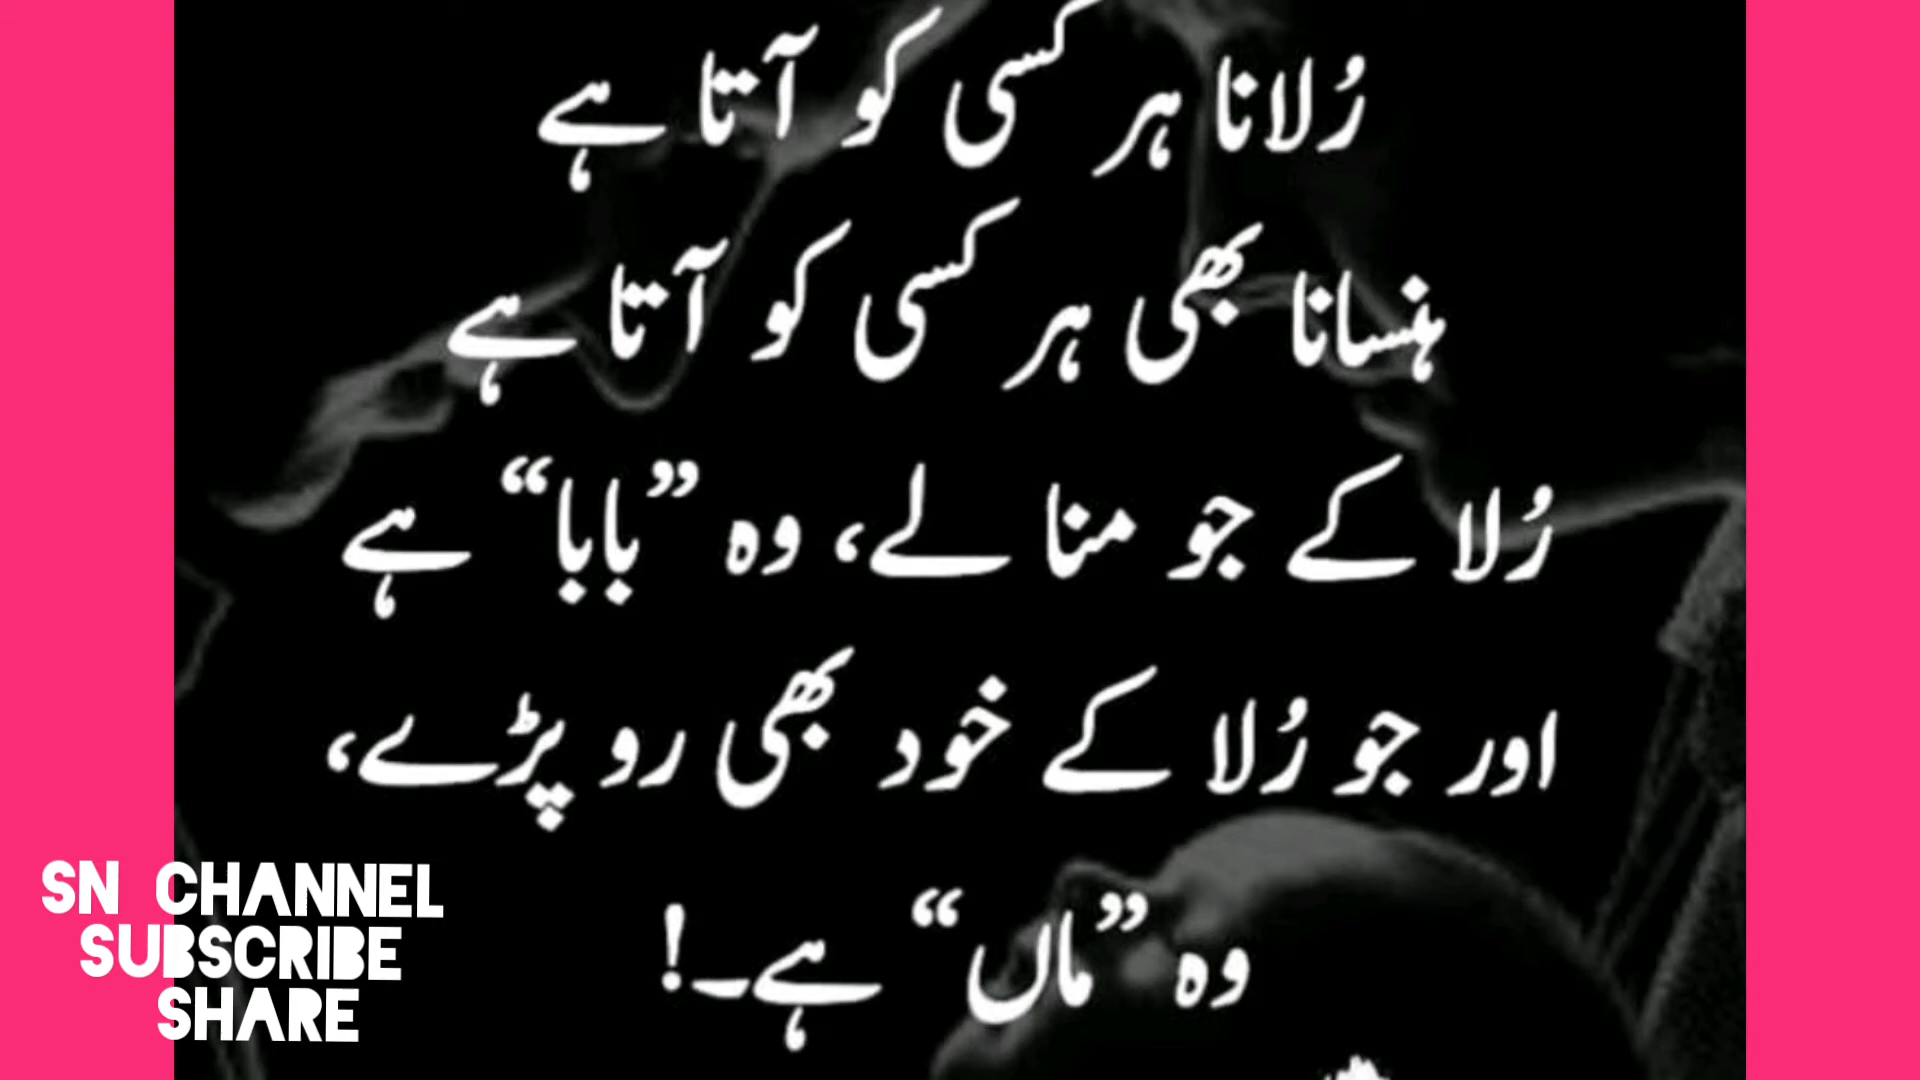 رُلانا ہر کسی کو آتا ہے
ہنسانا بھی ہر کسی کو آتا ہے
رُلا کے جو منا لے، وہ ”بابا“ ہے
اور جو رُلا کے خود بھی رو پڑے،
وہ ”ماں“ ہے۔!
SN CHANNEL
SUBSCRIBE
SHARE